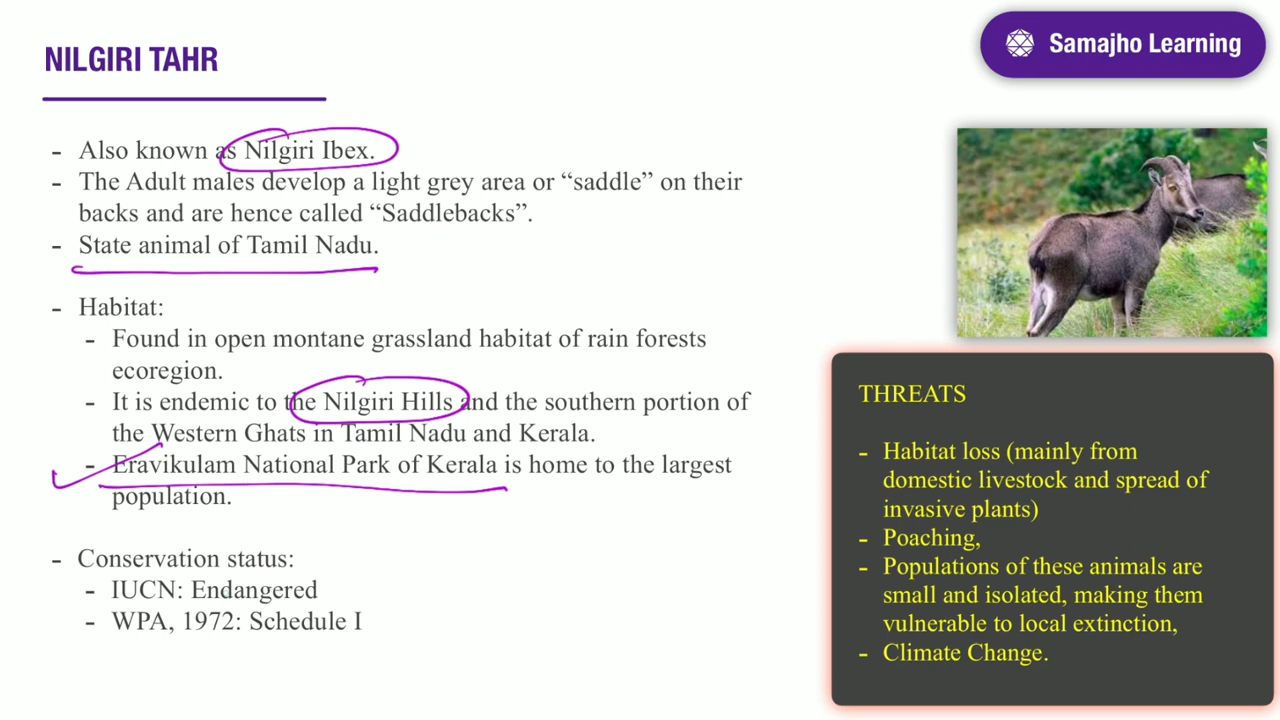 NILGIRI TAHR
Samajho Learning
- Also known as Nilgiri Ibex.
- The Adult males develop a light grey area or “saddle” on their
backs and are hence called “Saddlebacks”.
- State animal of Tamil Nadu.
- Habitat:
- Found in open montane grassland habitat of rain forests
ecoregion.
- It is endemic to the Nilgiri Hills and the southern portion of
the Western Ghats in Tamil Nadu and Kerala.
- Eravikulam National Park of Kerala is home to the largest
population.
- Conservation status:
- IUCN: Endangered
- WPA, 1972: Schedule I
THREATS
- Habitat loss (mainly from
domestic livestock and spread of
invasive plants)
- Poaching,
- Populations of these animals are
small and isolated, making them
vulnerable to local extinction,
- Climate Change.